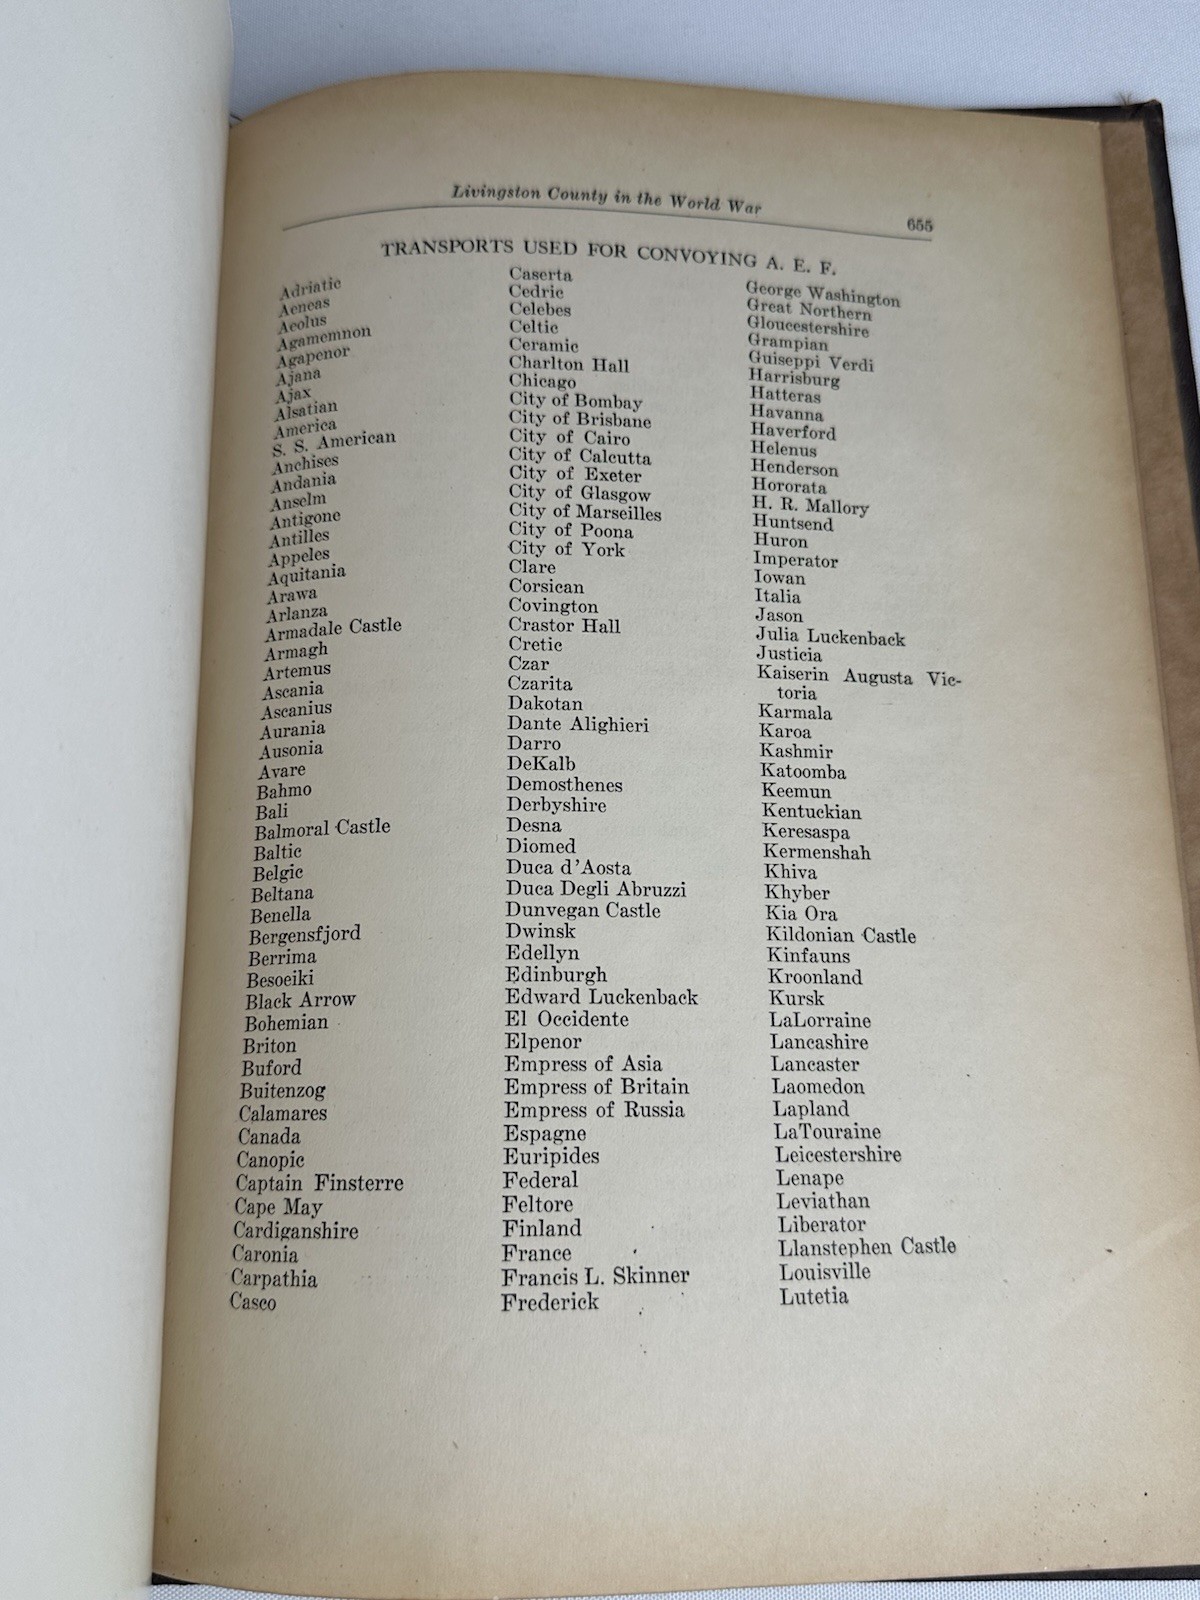 Livingston County in the World War
655
TRANSPORTS USED FOR CONVOYING A. E. F.
Adriatic
Aeneas
Aeolus
Agamemnon
Agapenor
Ajana
Ajax
Alsatian
America
S. S. American
Anchises
Andania
Anselm
Antigone
Antilles
Appeles
Aquitania
Arawa
Arlanza
Armadale Castle
Armagh
Artemus
Ascania
Ascanius
Aurania
Ausonia
Avare
Bahmo
Bali
Balmoral Castle
Baltic
Belgic
Beltana
Benella
Bergensfjord
Berrima
Besoeiki
Black Arrow
Bohemian
Briton
Buford
Buitenzog
Calamares
Canada
Canopic
Captain Finsterre
Cape May
Cardiganshire
Caronia
Carpathia
Casco
Caserta
Cedric
Celebes
Celtic
Ceramic
Charlton Hall
Chicago
City of Bombay
City of Brisbane
City of Cairo
City of Calcutta
City of Exeter
City of Glasgow
City of Marseilles
City of Poona
City of York
Clare
Corsican
Covington
Crastor Hall
Cretic
Czar
Czarita
Dakotan
Dante Alighieri
Darro
DeKalb
Demosthenes
Derbyshire
Desna
Diomed
Duca d'Aosta
Duca Degli Abruzzi
Dunvegan Castle
Dwinsk
Edellyn
Edinburgh
Edward Luckenback
El Occidente
Elpenor
Empress of Asia
Empress of Britain
Empress of Russia
Espagne
Euripides
Federal
Feltore
Finland
France
Francis L. Skinner
Frederick
George Washington
Great Northern
Gloucestershire
Grampian
Guiseppi Verdi
Harrisburg
Hatteras
Havanna
Haverford
Helenus
Henderson
Hororata
H. R. Mallory
Huntsend
Huron
Imperator
Iowan
Italia
Jason
Julia Luckenback
Justicia
Kaiserin Augusta Vic-
toria
Karmala
Karoa
Kashmir
Katoomba
Keemun
Kentuckian
Keresaspa
Kermenshah
Khiva
Khyber
Kia Ora
Kildonian Castle
Kinfauns
Kroonland
Kursk
LaLorraine
Lancashire
Lancaster
Laomedon
Lapland
LaTouraine
Leicestershire
Lenape
Leviathan
Liberator
Llanstephen Castle
Louisville
Lutetia